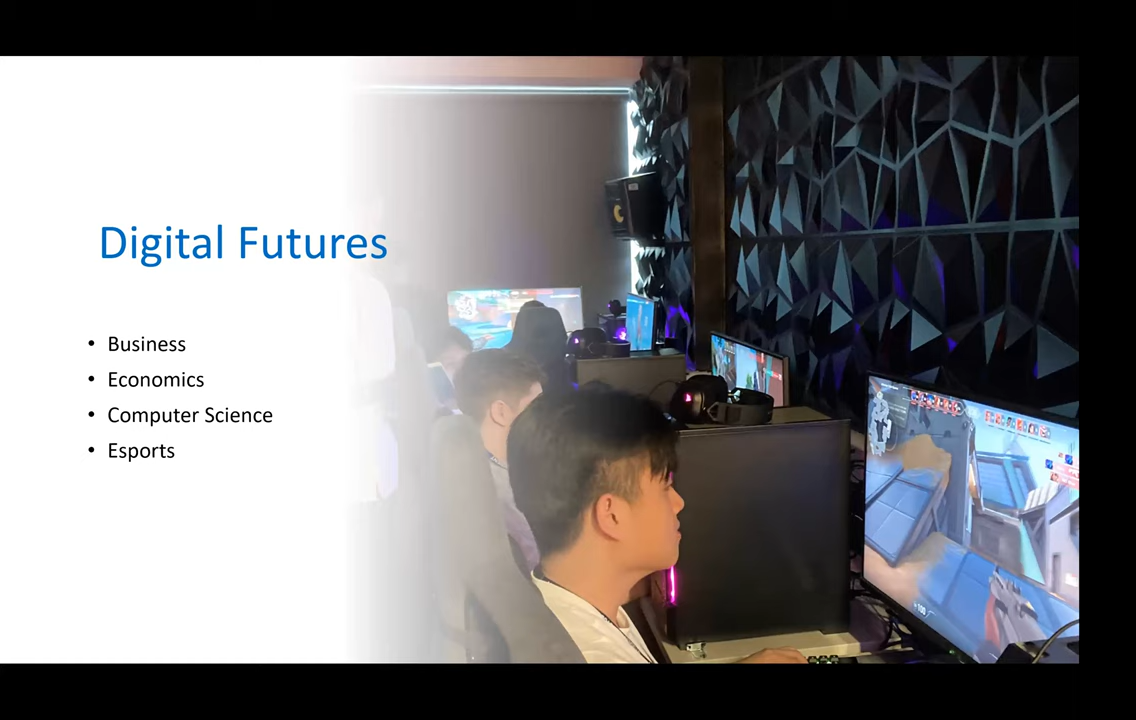 Digital Futures
• Business
• Economics
• Computer Science
• Esports